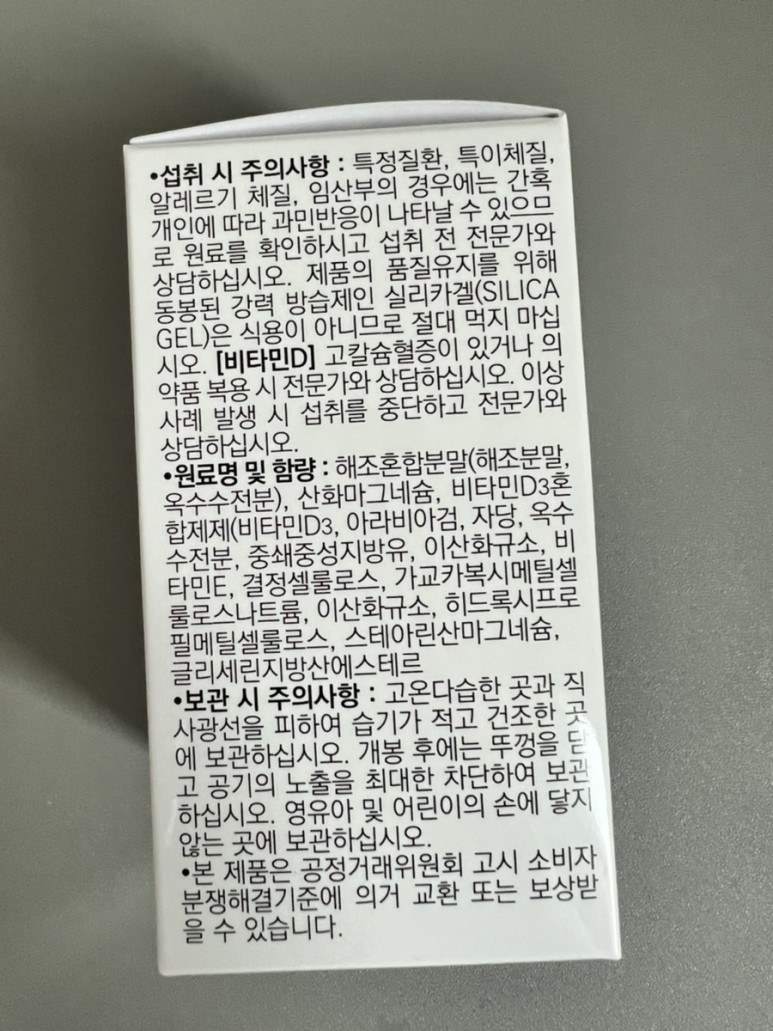 •섭취 시 주의사항 : 특정질환, 특이체질,
알레르기 체질, 임산부의 경우에는 간혹
개인에 따라 과민반응이 나타날 수 있으므
로 원료를 확인하시고 섭취 전 전문가와
상담하십시오. 제품의 품질유지를 위해
동봉된 강력 방습제인 실리카겔(SILICA
GEL)은 식용이 아니므로 절대 먹지 마십
시오. [비타민D] 고칼슘혈증이 있거나 의
약품 복용 시 전문가와 상담하십시오. 이상
사례 발생 시 섭취를 중단하고 전문가와
상담하십시오.
•원료명 및 함량 : 해조혼합분말(해조분말,
옥수수전분), 산화마그네슘, 비타민D3혼
합제제(비타민D3, 아라비아검, 자당, 옥수
수전분, 중쇄중성지방유, 이산화규소, 비
타민E, 결정셀룰로스, 가교카복시메틸셀
룰로스나트륨, 이산화규소, 히드록시프로
필메틸셀룰로스, 스테아린산마그네슘,
글리세린지방산에스테르
•보관 시 주의사항 : 고온다습한 곳과 직
사광선을 피하여 습기가 적고 건조한 곳
에 보관하십시오. 개봉 후에는 뚜껑을 닫
고 공기의 노출을 최대한 차단하여 보관
하십시오. 영유아 및 어린이의 손에 닿지
않는 곳에 보관하십시오.
•본 제품은 공정거래위원회 고시 소비자
분쟁해결기준에 의거 교환 또는 보상받
을 수 있습니다.